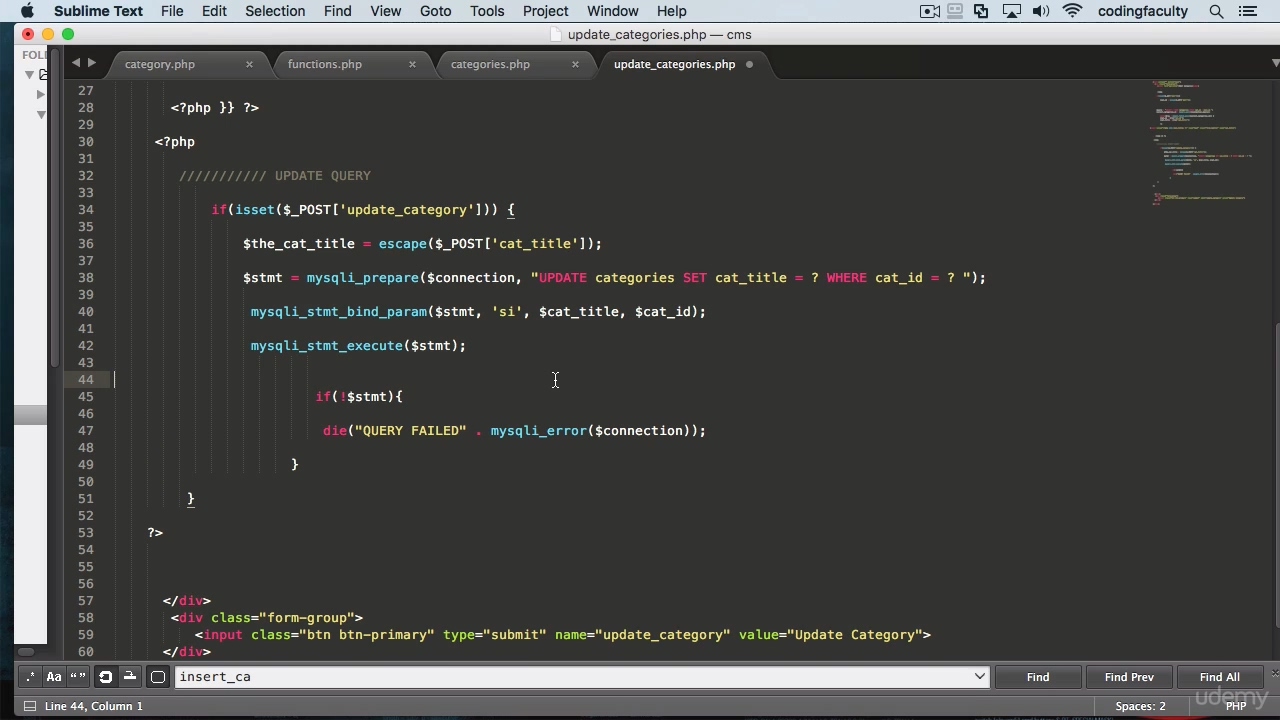 Sublime Text File Edit Selection Find View Goto Tools Project Window Help codingfaculty
update_categories.php — cms
FOL
category.php × functions.php × categories.php × update_categories.php
27
28 <?php }} ?>
29
30 <?php
31
32 /////////// UPDATE QUERY
33
34 if(isset($_POST['update_category'])) {
35
36 $the_cat_title = escape($_POST['cat_title']);
37
38 $stmt = mysqli_prepare($connection, "UPDATE categories SET cat_title = ? WHERE cat_id = ? ");
39
40 mysqli_stmt_bind_param($stmt, 'si', $cat_title, $cat_id);
41
42 mysqli_stmt_execute($stmt);
43
44
45 if(!$stmt){
46
47 die("QUERY FAILED" . mysqli_error($connection));
48
49 }
50
51 }
52
53 ?>
54
55
56
57 </div>
58 <div class="form-group">
59 <input class="btn btn-primary" type="submit" name="update_category" value="Update Category">
60 </div>
.* Aa “” insert_ca Find Find Prev Find All
Line 44, Column 1 Spaces: 2 PHP
udemy